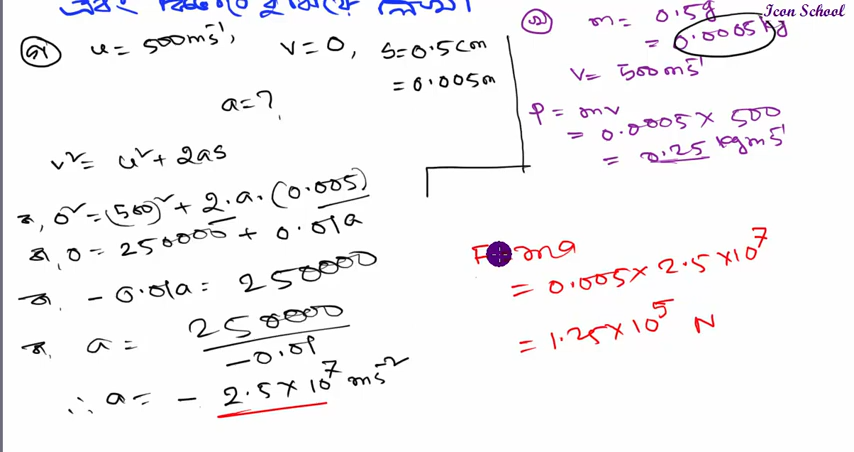 Icon School
এবং
লিখো।
u = 500ms⁻¹, v = 0, s = 0.5cm
= 0.005m
a = ?
v² = u² + 2as
বা, 0² = (500)² + 2.a.(0.005)
বা, 0 = 250000 + 0.01a
বা, - 0.01a = 250000
বা, a = 250000 / -0.01
∴ a = - 2.5 × 10⁷ ms⁻²
m = 0.5g
= 0.0005kg
v = 500ms⁻¹
P = mv
= 0.0005 × 500
= 0.25 kgms⁻¹
F = ma
= 0.005 × 2.5 × 10⁷
= 1.25 × 10⁵ N